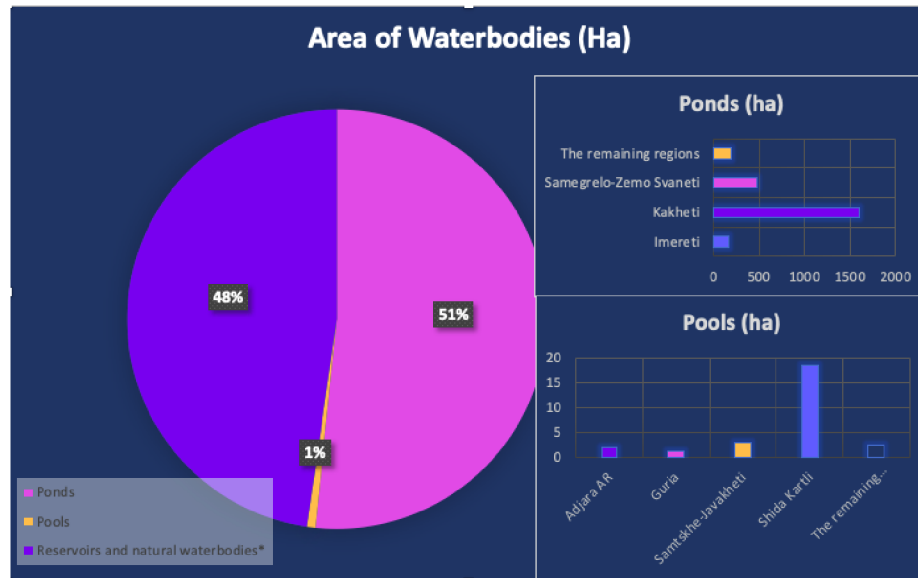 Area of Waterbodies (Ha)
48%
51%
1%
Ponds
Pools
Reservoirs and natural waterbodies*
Ponds (ha)
The remaining regions
Samegrelo-Zemo Svaneti
Kakheti
Imereti
0 500 1000 1500 2000
Pools (ha)
20
15
10
5
0
Adjara AR
Guria
Samtskhe-Javakheti
Shida Kartli
The remaining...